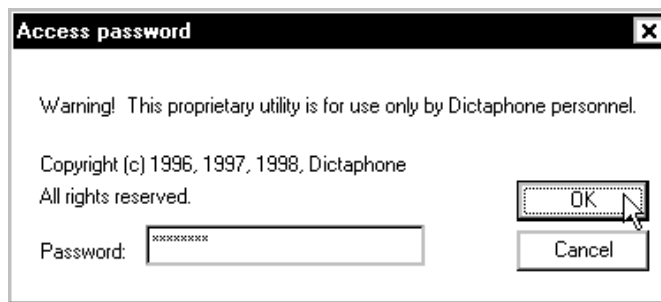 Access password
Warning!  This proprietary utility is for use only by Dictaphone personnel.
Copyright (c) 1996, 1997, 1998, Dictaphone
All rights reserved.
OK
Password: ********
Cancel